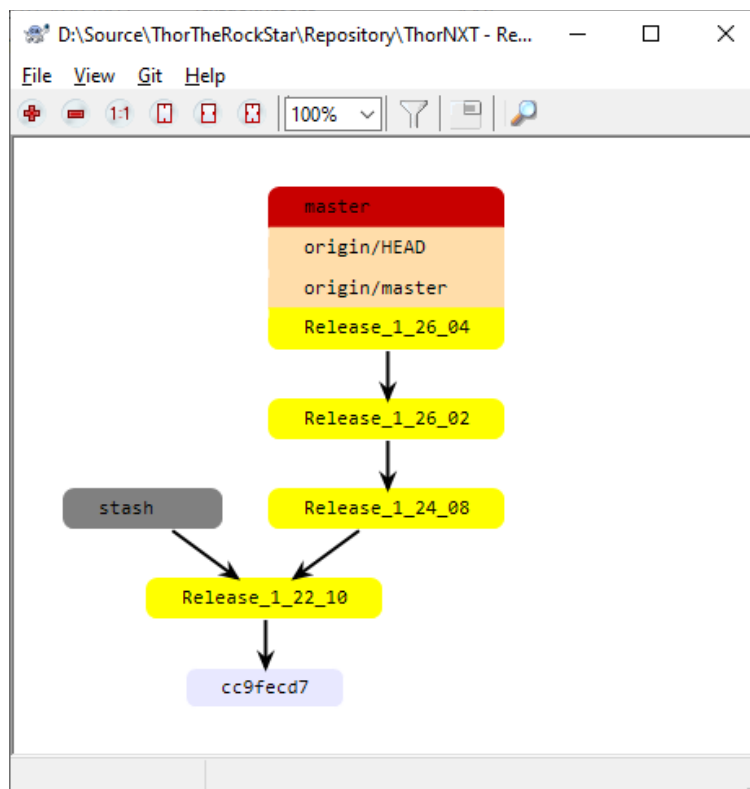 D:\Source\ThorTheRockStar\Repository\ThorNXT - Re...
File View Git Help
1:1 100%
master
origin/HEAD
origin/master
Release_1_26_04
Release_1_26_02
stash Release_1_24_08
Release_1_22_10
cc9fecd7